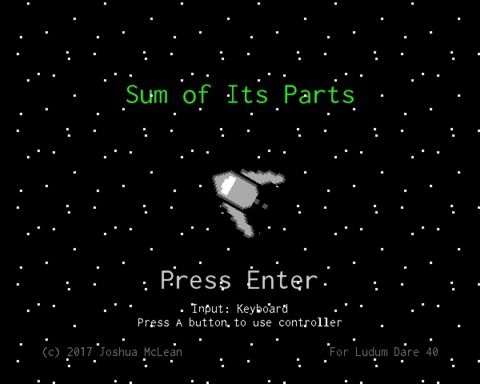 Sum of Its Parts
Press Enter
Input: Keyboard
Press A button to use controller
(c) 2017 Joshua McLean
For Ludum Dare 40